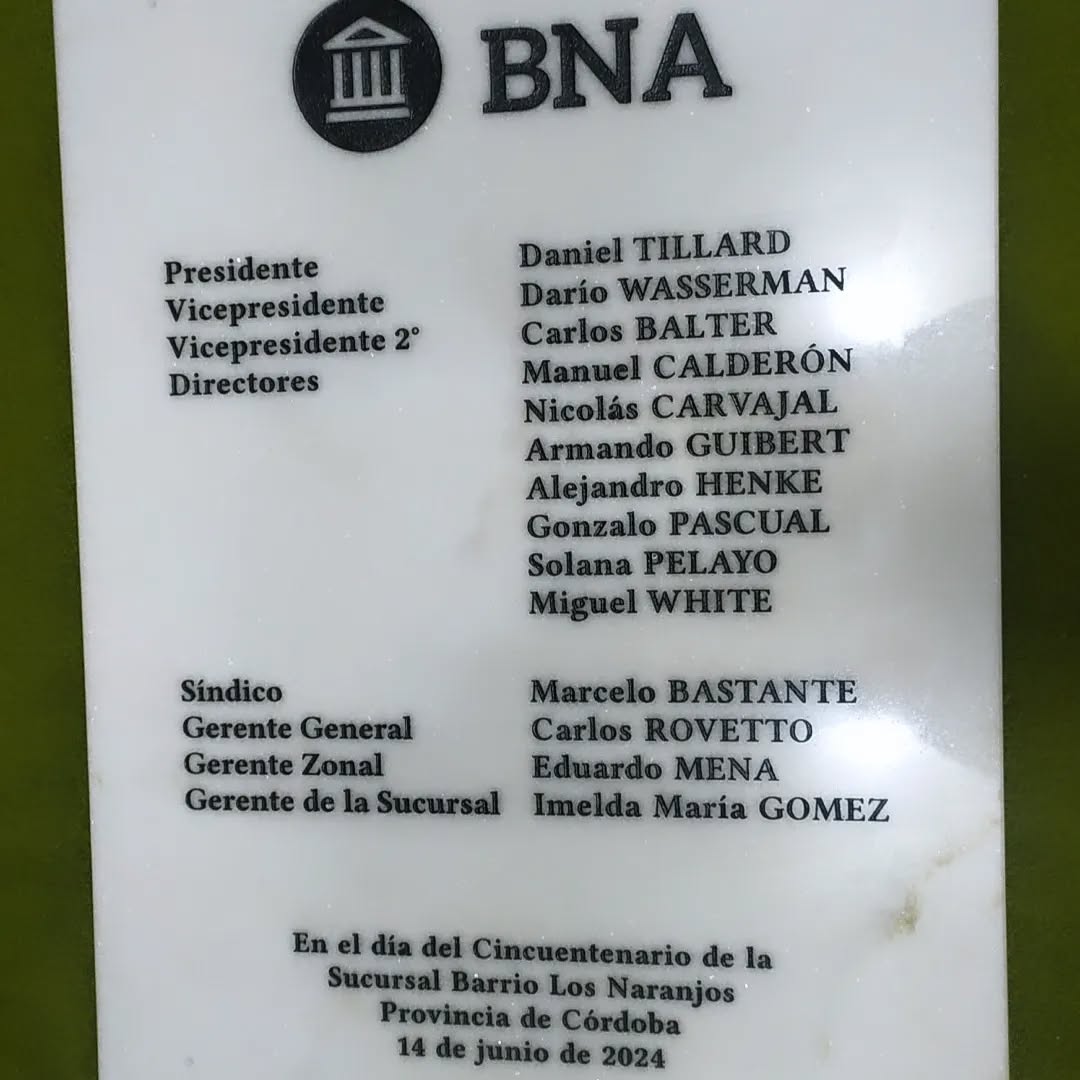 BNA
Presidente Daniel TILLARD
Vicepresidente Darío WASSERMAN
Vicepresidente 2° Carlos BALTER
Directores Manuel CALDERÓN
Nicolás CARVAJAL
Armando GUIBERT
Alejandro HENKE
Gonzalo PASCUAL
Solana PELAYO
Miguel WHITE
Síndico Marcelo BASTANTE
Gerente General Carlos ROVETTO
Gerente Zonal Eduardo MENA
Gerente de la Sucursal Imelda María GOMEZ
En el día del Cincuentenario de la
Sucursal Barrio Los Naranjos
Provincia de Córdoba
14 de junio de 2024